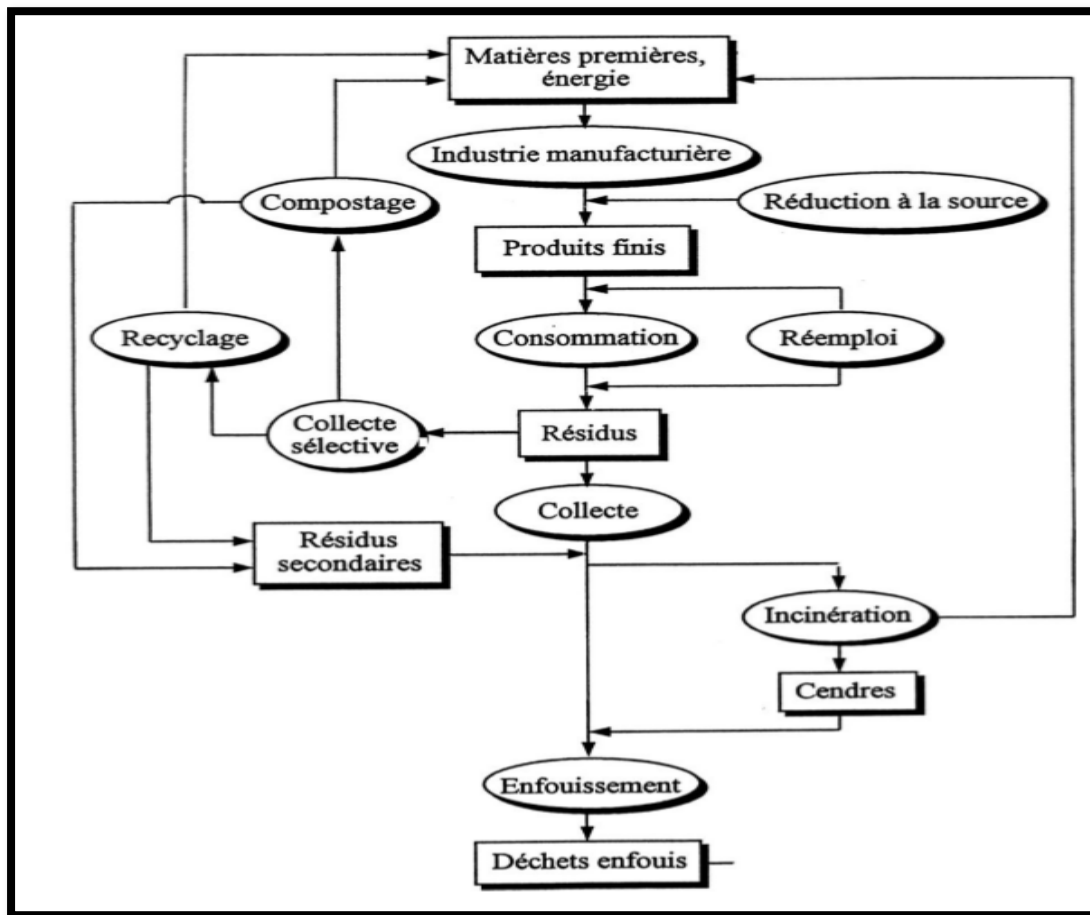 Matières premières,
énergie
Industrie manufacturière
Compostage
Réduction à la source
Produits finis
Recyclage
Consommation
Réemploi
Collecte
sélective
Résidus
Collecte
Résidus
secondaires
Incinération
Cendres
Enfouissement
Déchets enfouis